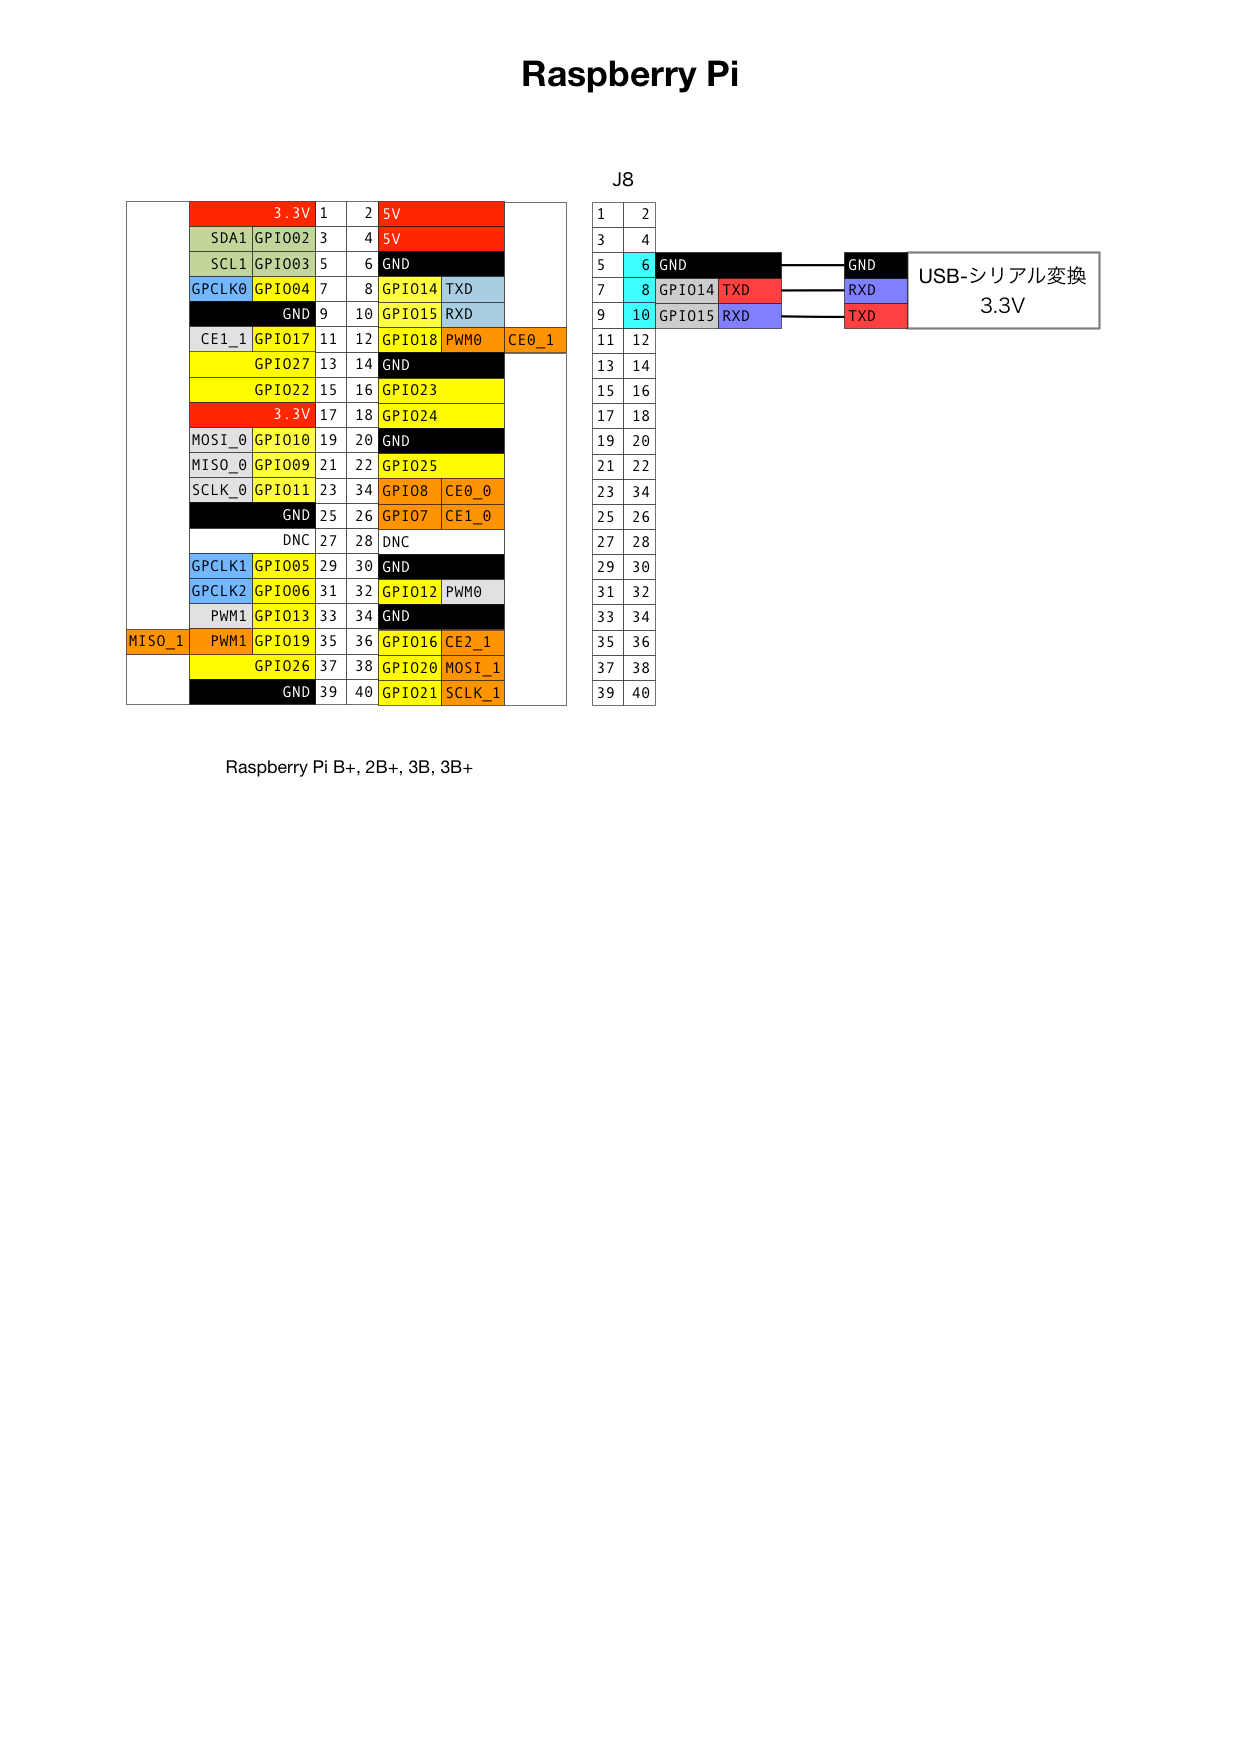 Raspberry Pi
J8
3.3V 1 2 5V
SDA1 GPIO02 3 4 5V
SCL1 GPIO03 5 6 GND
GPCLK0 GPIO04 7 8 GPIO14 TXD
GND 9 10 GPIO15 RXD
CE1_1 GPIO17 11 12 GPIO18 PWM0 CE0_1
GPIO27 13 14 GND
GPIO22 15 16 GPIO23
3.3V 17 18 GPIO24
MOSI_0 GPIO10 19 20 GND
MISO_0 GPIO09 21 22 GPIO25
SCLK_0 GPIO11 23 34 GPIO8 CE0_0
GND 25 26 GPIO7 CE1_0
DNC 27 28 DNC
GPCLK1 GPIO05 29 30 GND
GPCLK2 GPIO06 31 32 GPIO12 PWM0
PWM1 GPIO13 33 34 GND
MISO_1 PWM1 GPIO19 35 36 GPIO16 CE2_1
GPIO26 37 38 GPIO20 MOSI_1
GND 39 40 GPIO21 SCLK_1
1 2
3 4
5 6 GND GND
7 8 GPIO14 TXD RXD
9 10 GPIO15 RXD TXD
USB-シリアル変換
3.3V
11 12
13 14
15 16
17 18
19 20
21 22
23 34
25 26
27 28
29 30
31 32
33 34
35 36
37 38
39 40
Raspberry Pi B+, 2B+, 3B, 3B+